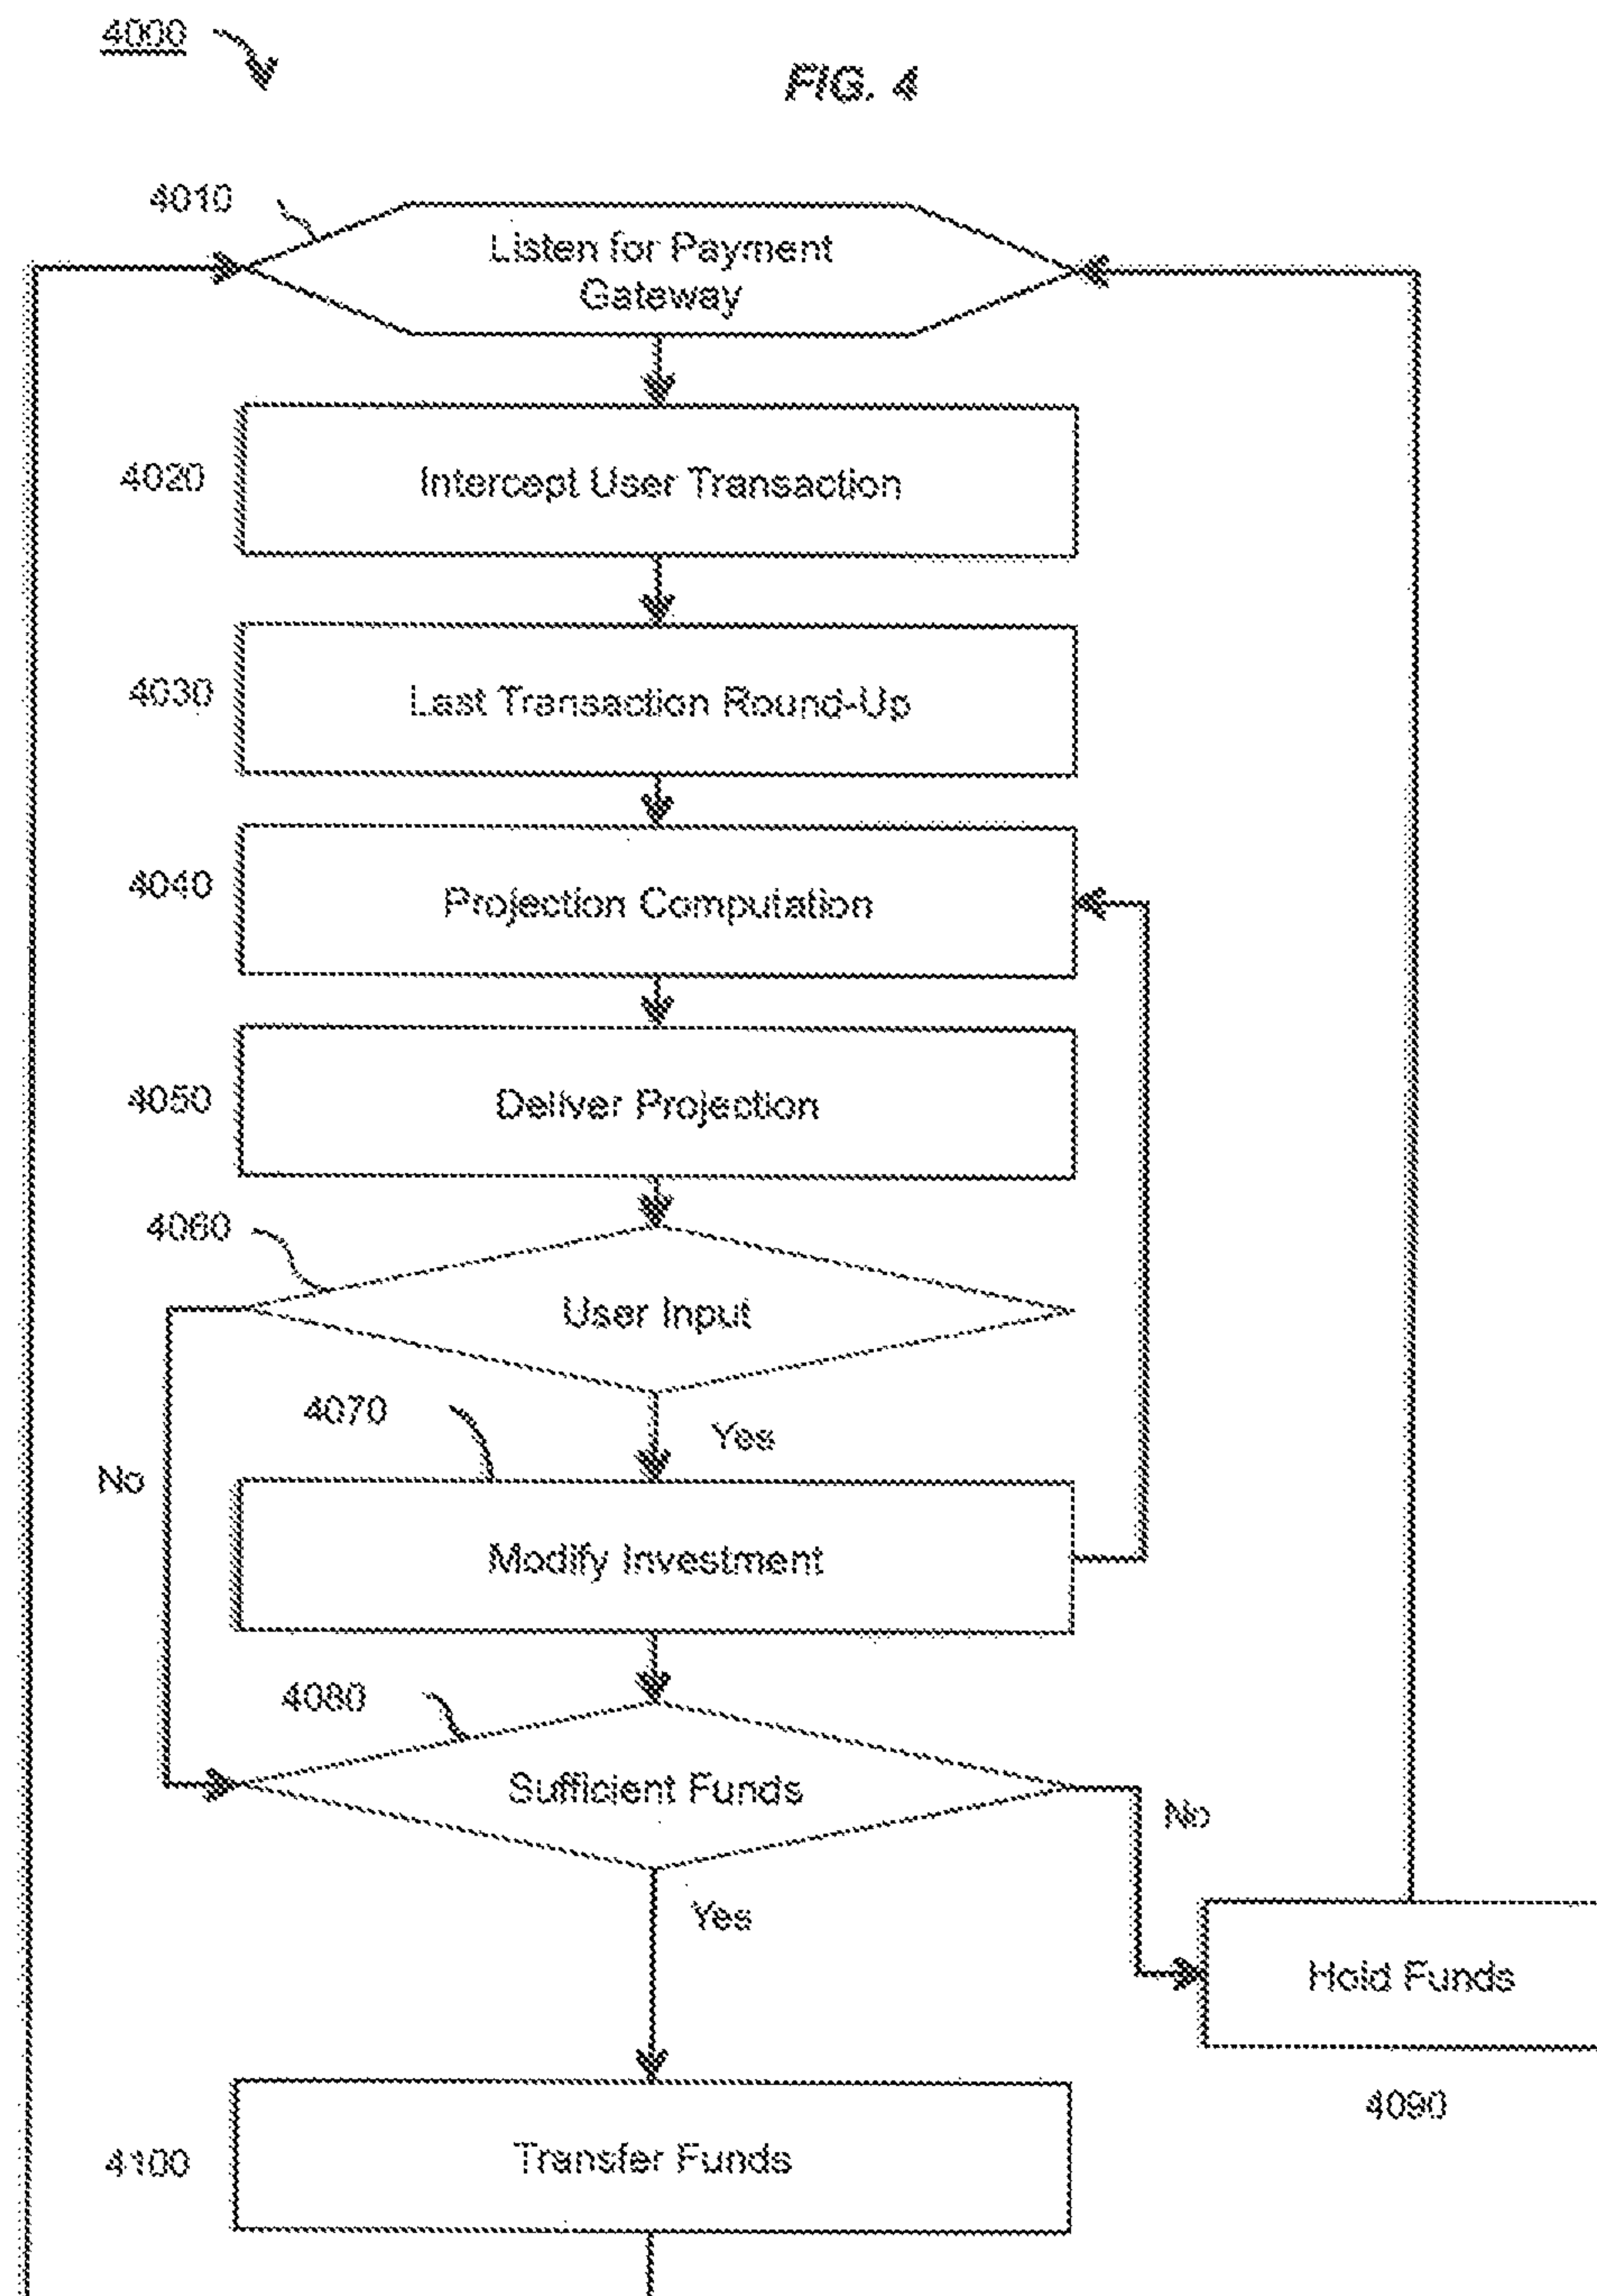 4000
FIG. 4
4010
Listen for Payment
Gateway
4020
Intercept User Transaction
4030
Last Transaction Round-Up
4040
Projection Computation
4050
Deliver Projection
4060
User Input
4070
Yes
No
Modify Investment
4080
Sufficient Funds
No
Yes
Hold Funds
4090
4100
Transfer Funds